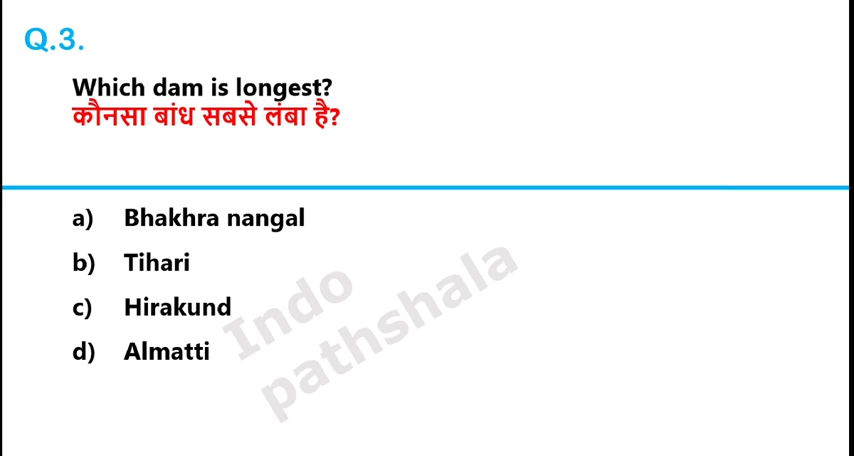 Q.3.
Which dam is longest?
कौनसा बांध सबसे लंबा है?
a) Bhakhra nangal
b) Tihari
c) Hirakund
d) Almatti
Indo
pathshala